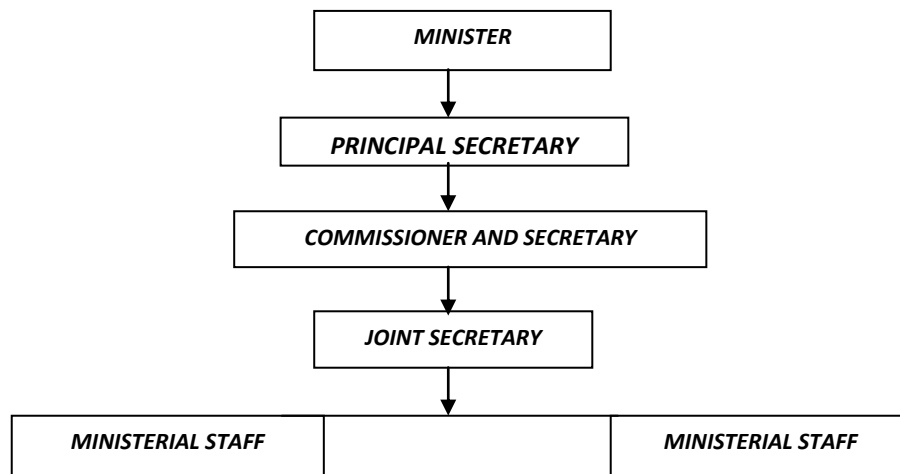 MINISTER
PRINCIPAL SECRETARY
COMMISSIONER AND SECRETARY
JOINT SECRETARY
MINISTERIAL STAFF
MINISTERIAL STAFF